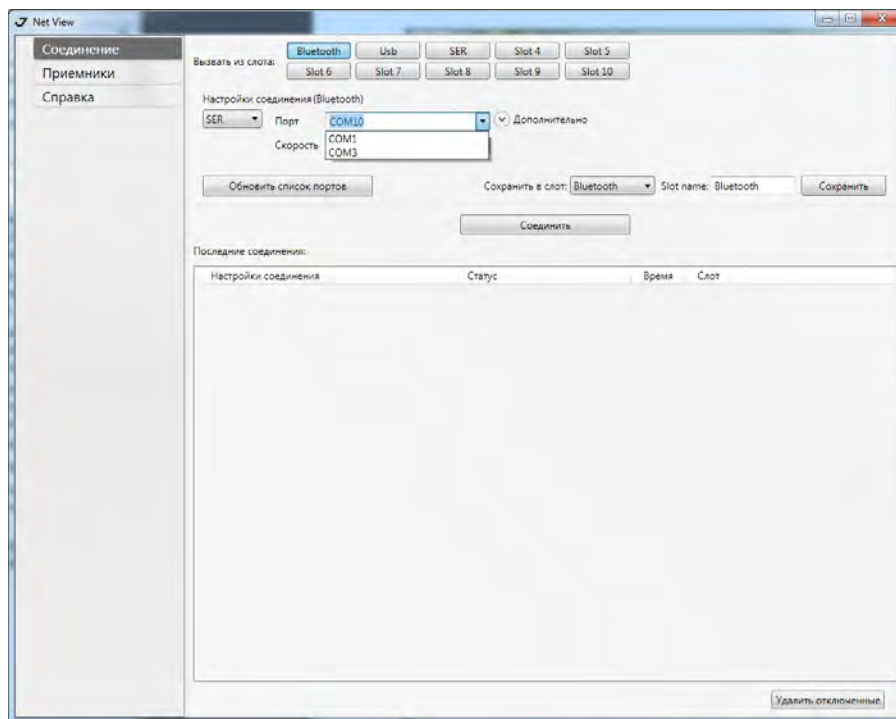 Net View
Соединение
Приемники
Справка
Вызвать из слота:
Bluetooth Usb SER Slot 4 Slot 5
Slot 6 Slot 7 Slot 8 Slot 9 Slot 10
Настройки соединения (Bluetooth)
SER Порт COM10 Дополнительно
COM1
Скорость
COM3
Обновить список портов Сохранить в слот: Bluetooth Slot name: Bluetooth Сохранить
Соединить
Последние соединения:
Настройки соединения Статус Время Слот
Удалить отключенные